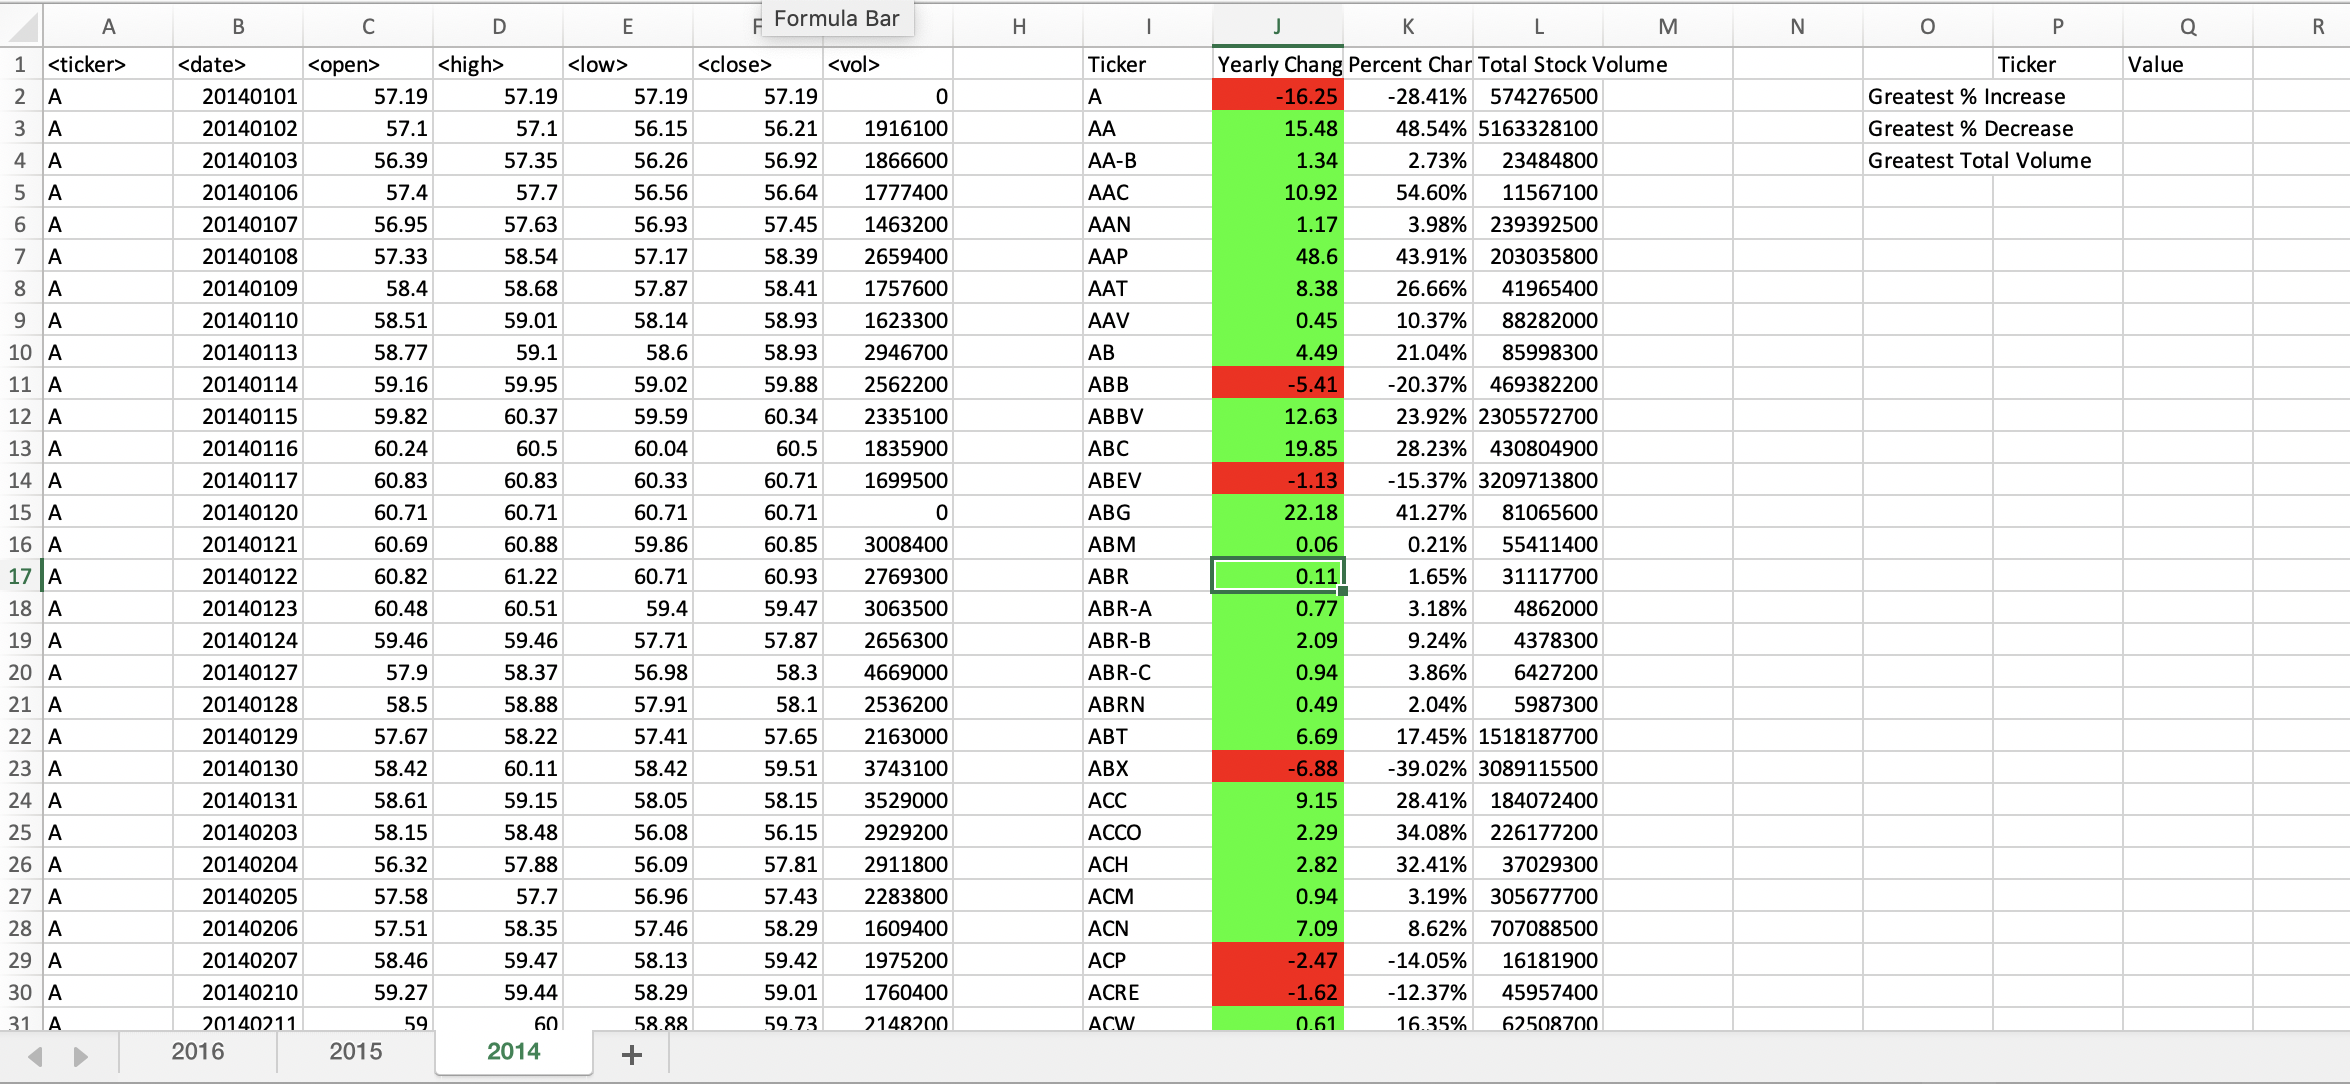 Formula Bar
A B C D E F H I J K L M N O P Q R
1 <ticker> <date> <open> <high> <low> <close> <vol> Ticker Yearly Chang Percent Char Total Stock Volume Ticker Value
2 A 20140101 57.19 57.19 57.19 57.19 0 A -16.25 -28.41% 574276500 Greatest % Increase
3 A 20140102 57.1 57.1 56.15 56.21 1916100 AA 15.48 48.54% 5163328100 Greatest % Decrease
4 A 20140103 56.39 57.35 56.26 56.92 1866600 AA-B 1.34 2.73% 23484800 Greatest Total Volume
5 A 20140106 57.4 57.7 56.56 56.64 1777400 AAC 10.92 54.60% 11567100
6 A 20140107 56.95 57.63 56.93 57.45 1463200 AAN 1.17 3.98% 239392500
7 A 20140108 57.33 58.54 57.17 58.39 2659400 AAP 48.6 43.91% 203035800
8 A 20140109 58.4 58.68 57.87 58.41 1757600 AAT 8.38 26.66% 41965400
9 A 20140110 58.51 59.01 58.14 58.93 1623300 AAV 0.45 10.37% 88282000
10 A 20140113 58.77 59.1 58.6 58.93 2946700 AB 4.49 21.04% 85998300
11 A 20140114 59.16 59.95 59.02 59.88 2562200 ABB -5.41 -20.37% 469382200
12 A 20140115 59.82 60.37 59.59 60.34 2335100 ABBV 12.63 23.92% 2305572700
13 A 20140116 60.24 60.5 60.04 60.5 1835900 ABC 19.85 28.23% 430804900
14 A 20140117 60.83 60.83 60.33 60.71 1699500 ABEV -1.13 -15.37% 3209713800
15 A 20140120 60.71 60.71 60.71 60.71 0 ABG 22.18 41.27% 81065600
16 A 20140121 60.69 60.88 59.86 60.85 3008400 ABM 0.06 0.21% 55411400
17 A 20140122 60.82 61.22 60.71 60.93 2769300 ABR 0.11 1.65% 31117700
18 A 20140123 60.48 60.51 59.4 59.47 3063500 ABR-A 0.77 3.18% 4862000
19 A 20140124 59.46 59.46 57.71 57.87 2656300 ABR-B 2.09 9.24% 4378300
20 A 20140127 57.9 58.37 56.98 58.3 4669000 ABR-C 0.94 3.86% 6427200
21 A 20140128 58.5 58.88 57.91 58.1 2536200 ABRN 0.49 2.04% 5987300
22 A 20140129 57.67 58.22 57.41 57.65 2163000 ABT 6.69 17.45% 1518187700
23 A 20140130 58.42 60.11 58.42 59.51 3743100 ABX -6.88 -39.02% 3089115500
24 A 20140131 58.61 59.15 58.05 58.15 3529000 ACC 9.15 28.41% 184072400
25 A 20140203 58.15 58.48 56.08 56.15 2929200 ACCO 2.29 34.08% 226177200
26 A 20140204 56.32 57.88 56.09 57.81 2911800 ACH 2.82 32.41% 37029300
27 A 20140205 57.58 57.7 56.96 57.43 2283800 ACM 0.94 3.19% 305677700
28 A 20140206 57.51 58.35 57.46 58.29 1609400 ACN 7.09 8.62% 707088500
29 A 20140207 58.46 59.47 58.13 59.42 1975200 ACP -2.47 -14.05% 16181900
30 A 20140210 59.27 59.44 58.29 59.01 1760400 ACRE -1.62 -12.37% 45957400
31 A 20140211 59 60 58.88 59.73 2148200 ACW 0.61 16.35% 62508700
2016 2015 2014 +